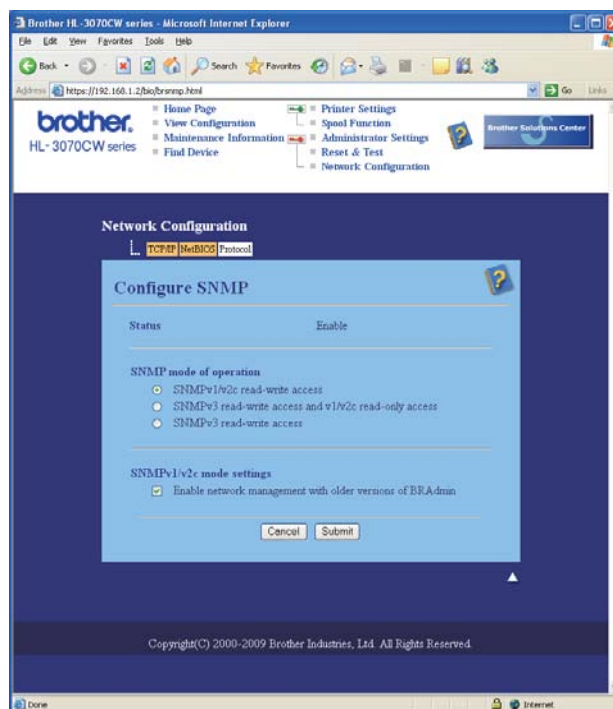 Brother HL-3070CW series - Microsoft Internet Explorer
File Edit View Favorites Tools Help
Back Search Favorites
Address https://192.160.1.2/bio/brsnmp.html Go Links
brother.
HL-3070CW series
Home Page
View Configuration
Maintenance Information
Find Device
Printer Settings
Spool Function
Administrator Settings
Reset & Test
Network Configuration
Brother Solutions Center
Network Configuration
TCP/IP NetBIOS Protocol
Configure SNMP
Status Enable
SNMP mode of operation
SNMPv1/v2c read-write access
SNMPv3 read-write access and v1/v2c read-only access
SNMPv3 read-write access
SNMPv1/v2c mode settings
Enable network management with older versions of BRAdmin
Cancel Submit
Copyright(C) 2000-2009 Brother Industries, Ltd. All Rights Reserved.
Done Internet